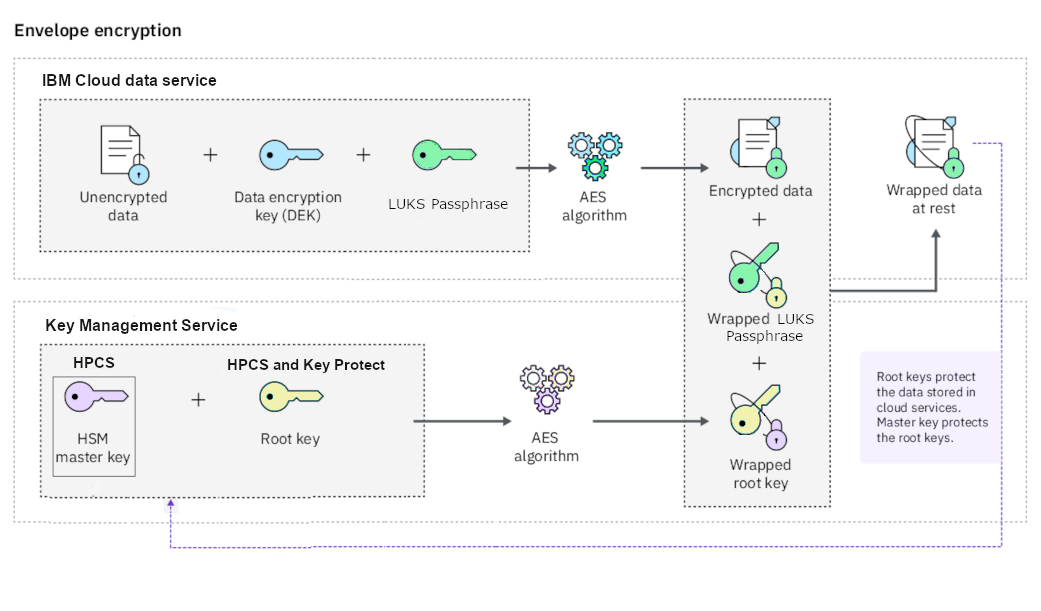 Envelope encryption
IBM Cloud data service
Unencrypted
data
+
Data encryption
key (DEK)
+
LUKS Passphrase
AES
algorithm
Encrypted data
+
Wrapped LUKS
Passphrase
+
Wrapped
root key
Wrapped data
at rest
Key Management Service
HPCS
HSM
master key
+
HPCS and Key Protect
Root key
AES
algorithm
Root keys protect
the data stored in
cloud services.
Master key protects
the root keys.